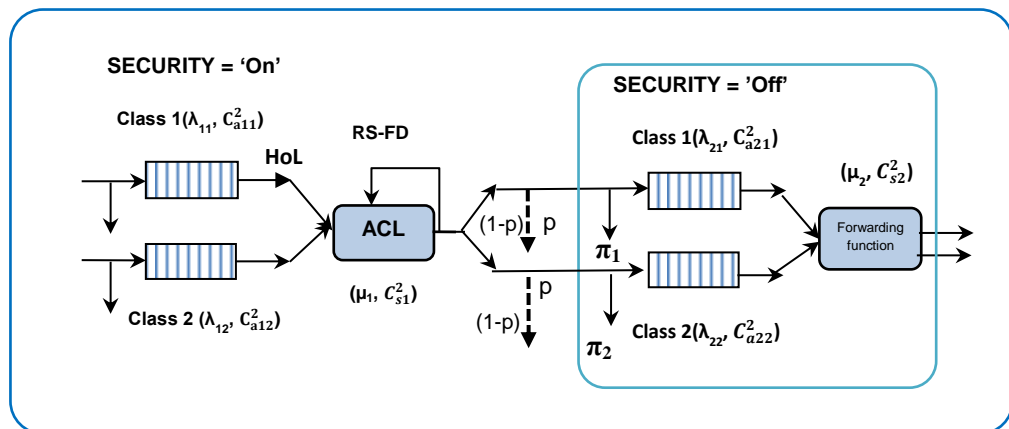 SECURITY = 'On'
SECURITY = 'Off'
Class 1(λ₁₁, C²ₐ₁₁)
RS-FD
Class 1(λ₂₁, C²ₐ₂₁)
HoL
(μ₂, C²ₛ₂)
ACL
(1-p)
p
Forwarding
function
π₁
(μ₁, C²ₛ₁)
p
Class 2 (λ₁₂, C²ₐ₁₂)
(1-p)
Class 2(λ₂₂, C²ₐ₂₂)
π₂